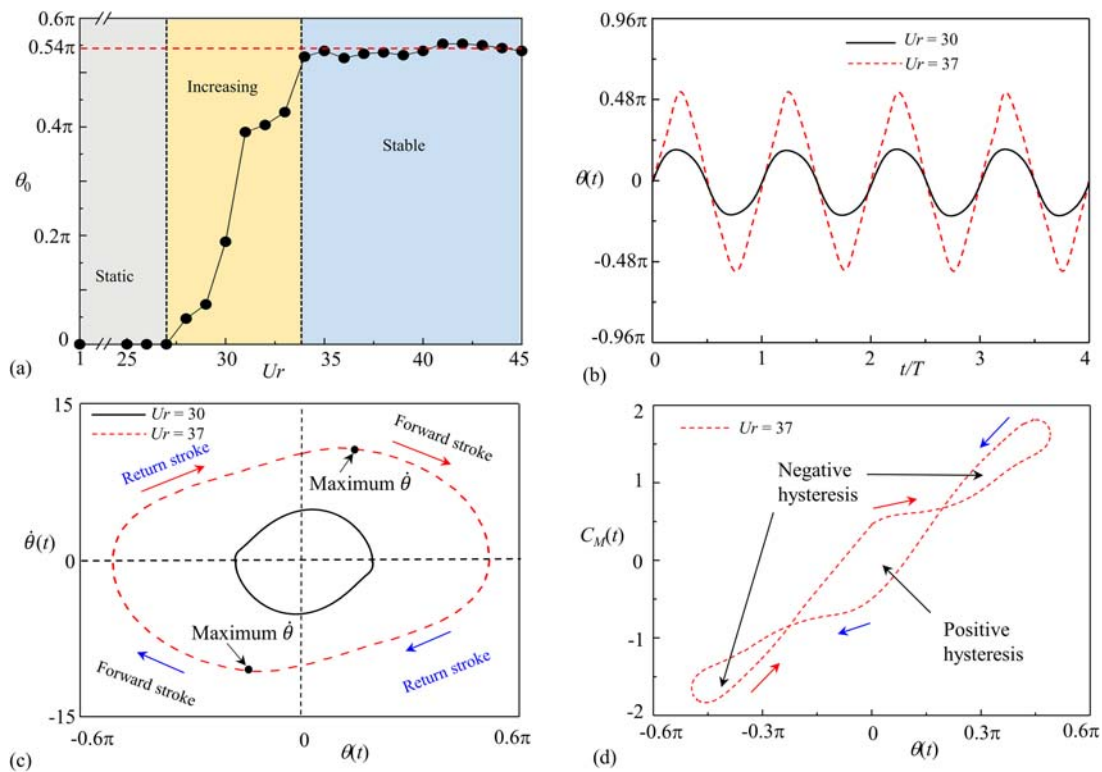 0.6π
0.54π
0.4π
0.2π
0
θ₀
Static
Increasing
Stable
1 25 30 35 40 45
Ur
(a)
0.96π
0.48π
0
-0.48π
-0.96π
θ(t)
Ur = 30
Ur = 37
0 1 2 3 4
t/T
(b)
15
0
-15
θ̇(t)
Ur = 30
Ur = 37
Return stroke
Forward stroke
Maximum θ̇
Maximum θ̇
Forward stroke
Return stroke
-0.6π 0 0.6π
θ(t)
(c)
2
1
0
-1
-2
C_M(t)
Ur = 37
Negative
hysteresis
Positive
hysteresis
-0.6π -0.3π 0 0.3π 0.6π
θ(t)
(d)